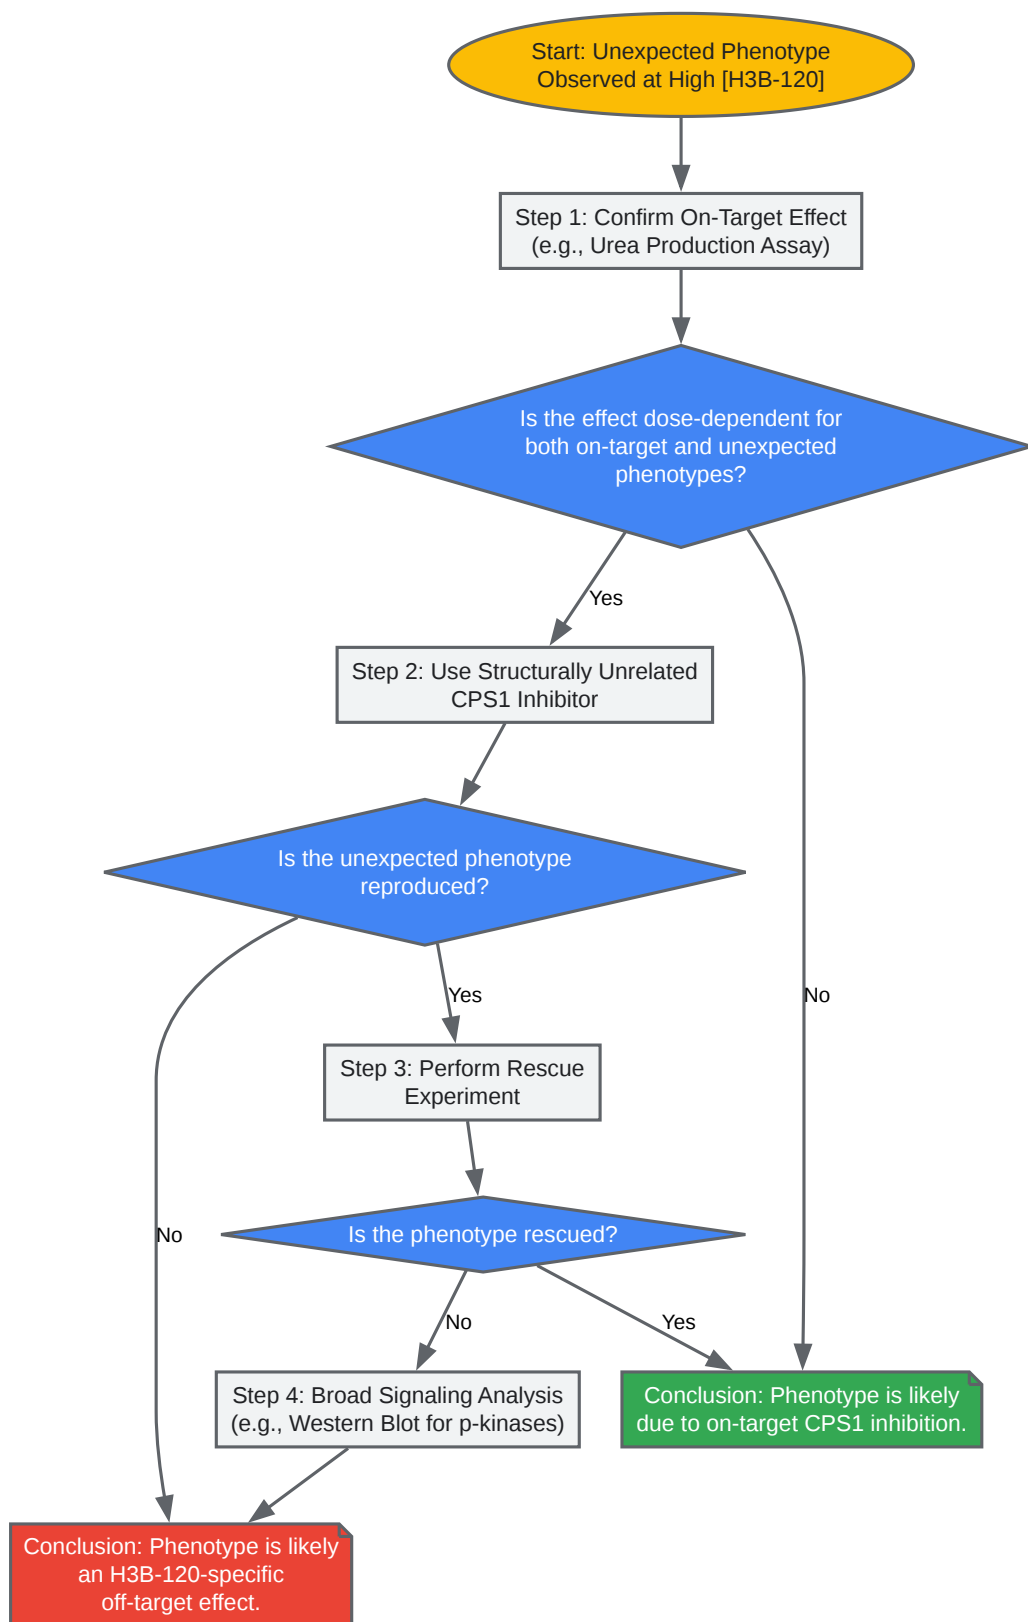 Start: Unexpected Phenotype
Observed at High [H3B-120]
Step 1: Confirm On-Target Effect
(e.g., Urea Production Assay)
Is the effect dose-dependent for
both on-target and unexpected
phenotypes?
Yes
Step 2: Use Structurally Unrelated
CPS1 Inhibitor
Is the unexpected phenotype
reproduced?
Yes
No
Step 3: Perform Rescue
Experiment
No
Is the phenotype rescued?
No
Yes
Step 4: Broad Signaling Analysis
(e.g., Western Blot for p-kinases)
Conclusion: Phenotype is likely
due to on-target CPS1 inhibition.
Conclusion: Phenotype is likely
an H3B-120-specific
off-target effect.